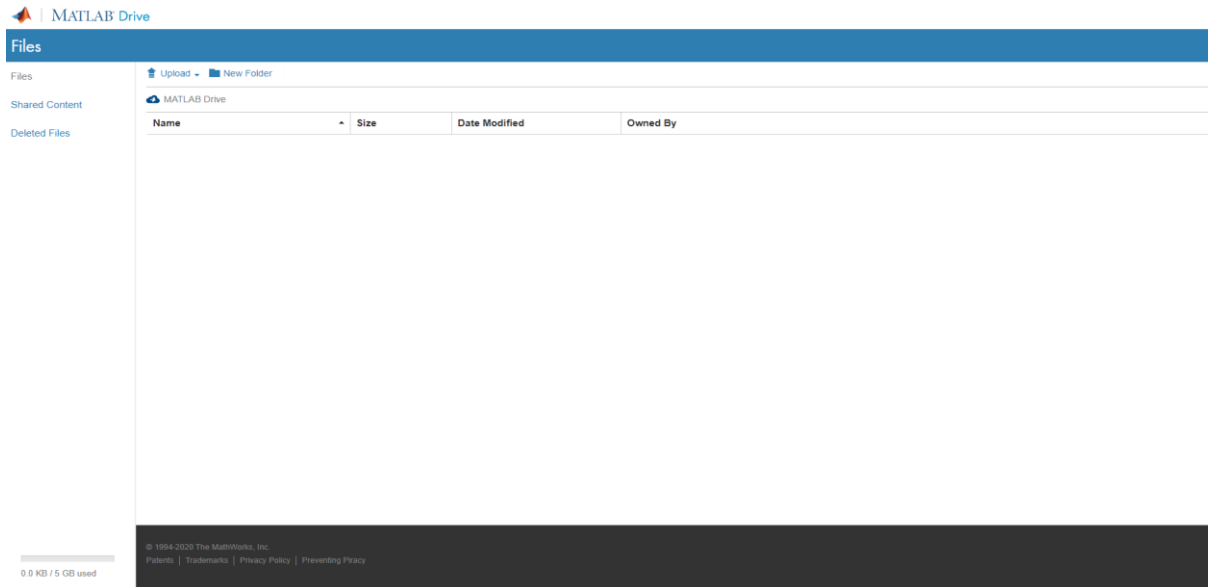 MATLAB Drive
Files
Files
Shared Content
Deleted Files
Upload New Folder
MATLAB Drive
Name Size Date Modified Owned By
© 1994-2020 The MathWorks, Inc.
Patents | Trademarks | Privacy Policy | Preventing Piracy
0.0 KB / 5 GB used